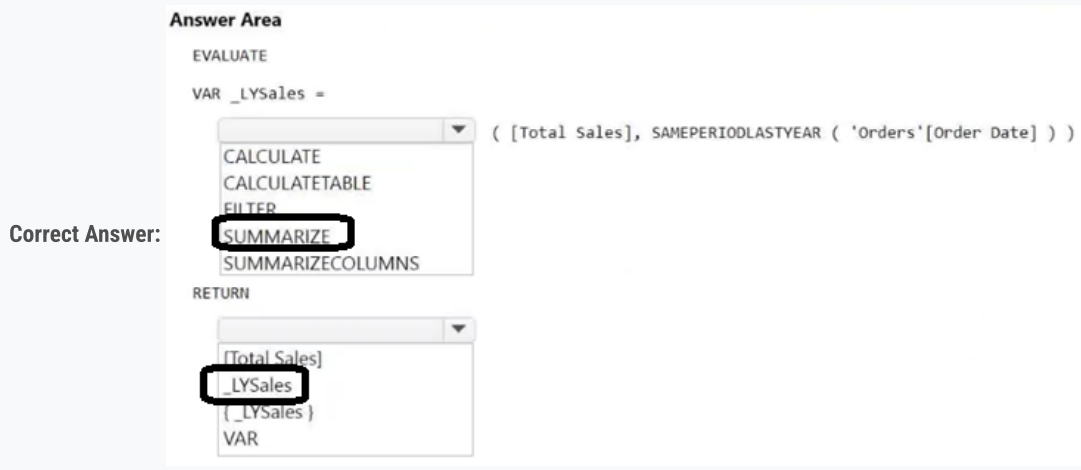 Answer Area
EVALUATE
VAR _LYSales =
( [Total Sales], SAMEPERIODLASTYEAR ( 'Orders'[Order Date] ) )
CALCULATE
CALCULATETABLE
FILTER
Correct Answer:
SUMMARIZE
SUMMARIZECOLUMNS
RETURN
[Total Sales]
_LYSales
{ _LYSales }
VAR